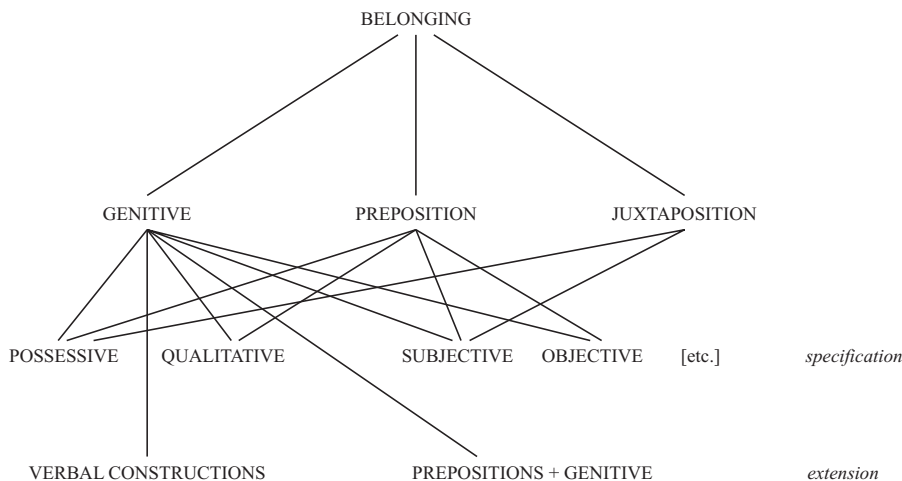 BELONGING
GENITIVE PREPOSITION JUXTAPOSITION
POSSESSIVE QUALITATIVE SUBJECTIVE OBJECTIVE [etc.] specification
VERBAL CONSTRUCTIONS PREPOSITIONS + GENITIVE extension